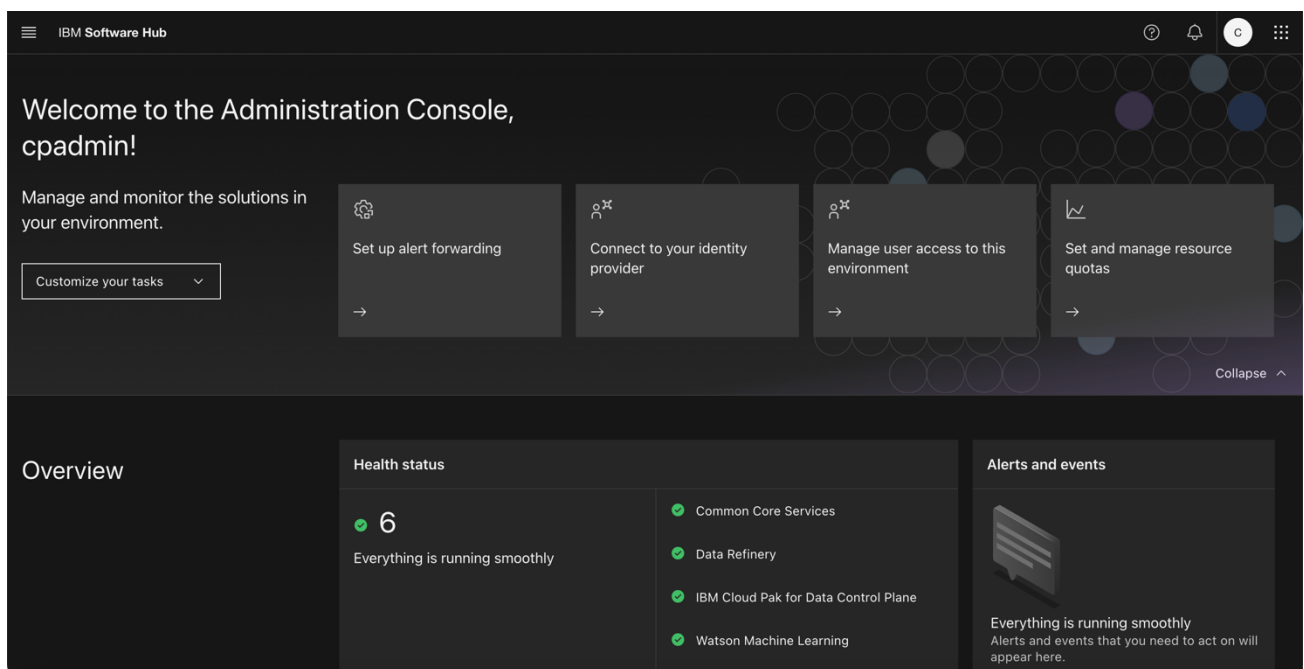 IBM Software Hub
C
Welcome to the Administration Console,
cpadmin!
Manage and monitor the solutions in
your environment.
Customize your tasks
Set up alert forwarding
Connect to your identity
provider
Manage user access to this
environment
Set and manage resource
quotas
Collapse
Overview
Health status
6
Everything is running smoothly
Common Core Services
Data Refinery
IBM Cloud Pak for Data Control Plane
Watson Machine Learning
Alerts and events
Everything is running smoothly
Alerts and events that you need to act on will
appear here.